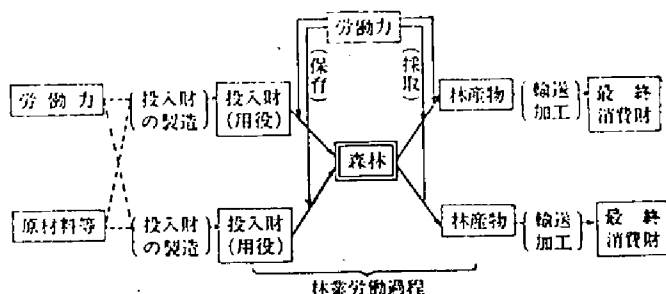 労働力
(保育)
(採取)
労働力
投入財
の製造
投入財
(用役)
林産物
輸送
加工
最終
消費財
森林
原材料等
投入財
の製造
投入財
(用役)
林産物
輸送
加工
最終
消費財
林業労働過程